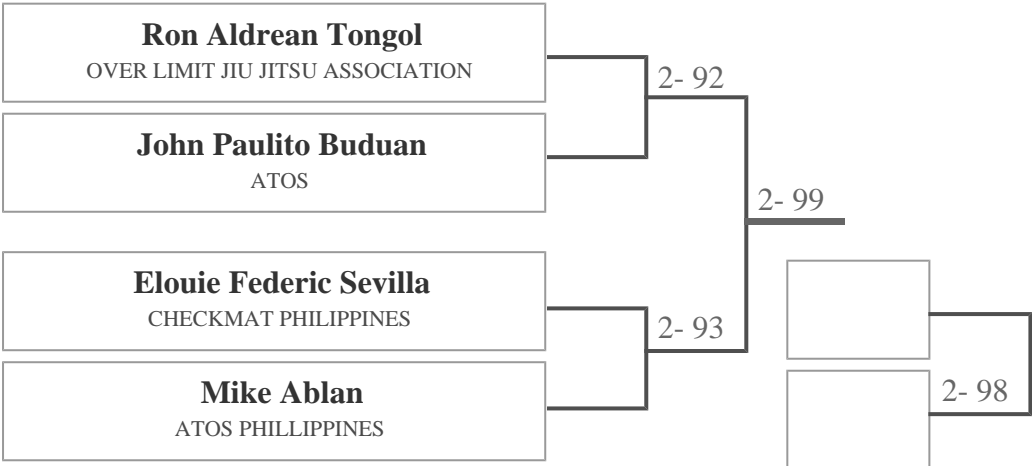 Ron Aldrean Tongol
OVER LIMIT JIU JITSU ASSOCIATION
2- 92
John Paulito Buduan
ATOS
2- 99
Elouie Federic Sevilla
CHECKMAT PHILIPPINES
2- 93
Mike Ablan
ATOS PHILLIPPINES
2- 98